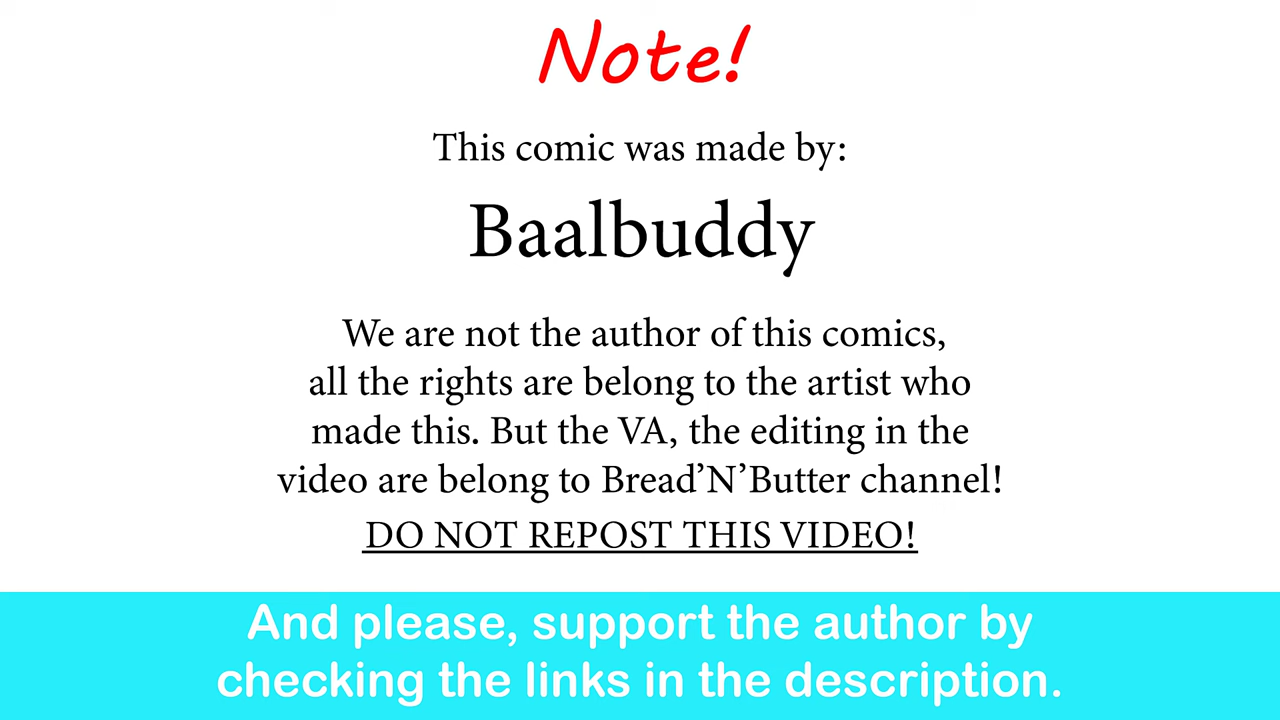 Note!
This comic was made by:
Baalbuddy
We are not the author of this comics,
all the rights are belong to the artist who
made this. But the VA, the editing in the
video are belong to Bread’N’Butter channel!
DO NOT REPOST THIS VIDEO!
And please, support the author by
checking the links in the description.